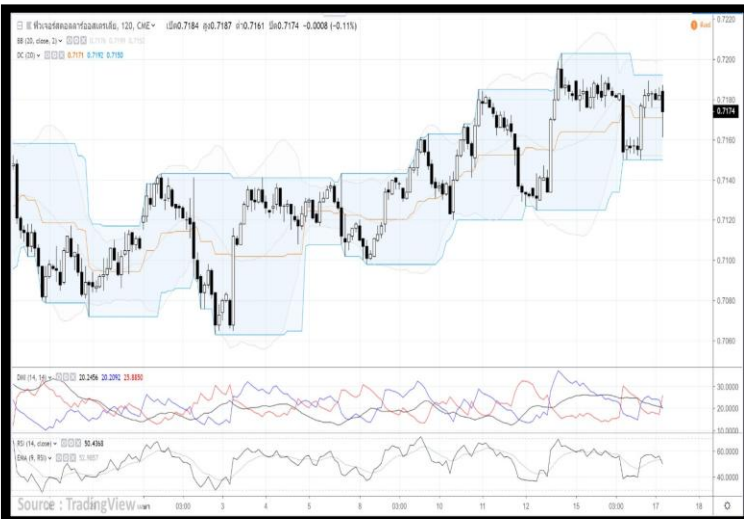 ฟิวเจอร์สดอลลาร์ออสเตรเลีย, 120, CME เปิด0.7184 สูง0.7187 ต่ำ0.7161 ปิด0.7174 -0.0008 (-0.11%)
BB (20, close, 2)
DC (20) 0.7171 0.7192 0.7150
0.7220
0.7200
0.7180
0.7174
0.7160
0.7140
0.7120
0.7100
0.7080
0.7060
DMI (14, 14) 20.2456 20.2092 25.8850
30.0000
20.0000
10.0000
RSI (14, close) 50.4368
EMA (9, RSI)
60.0000
40.0000
03:00 3 4 5 8 03:00 10 11 12 15 03:00 17 18
Source : TradingView